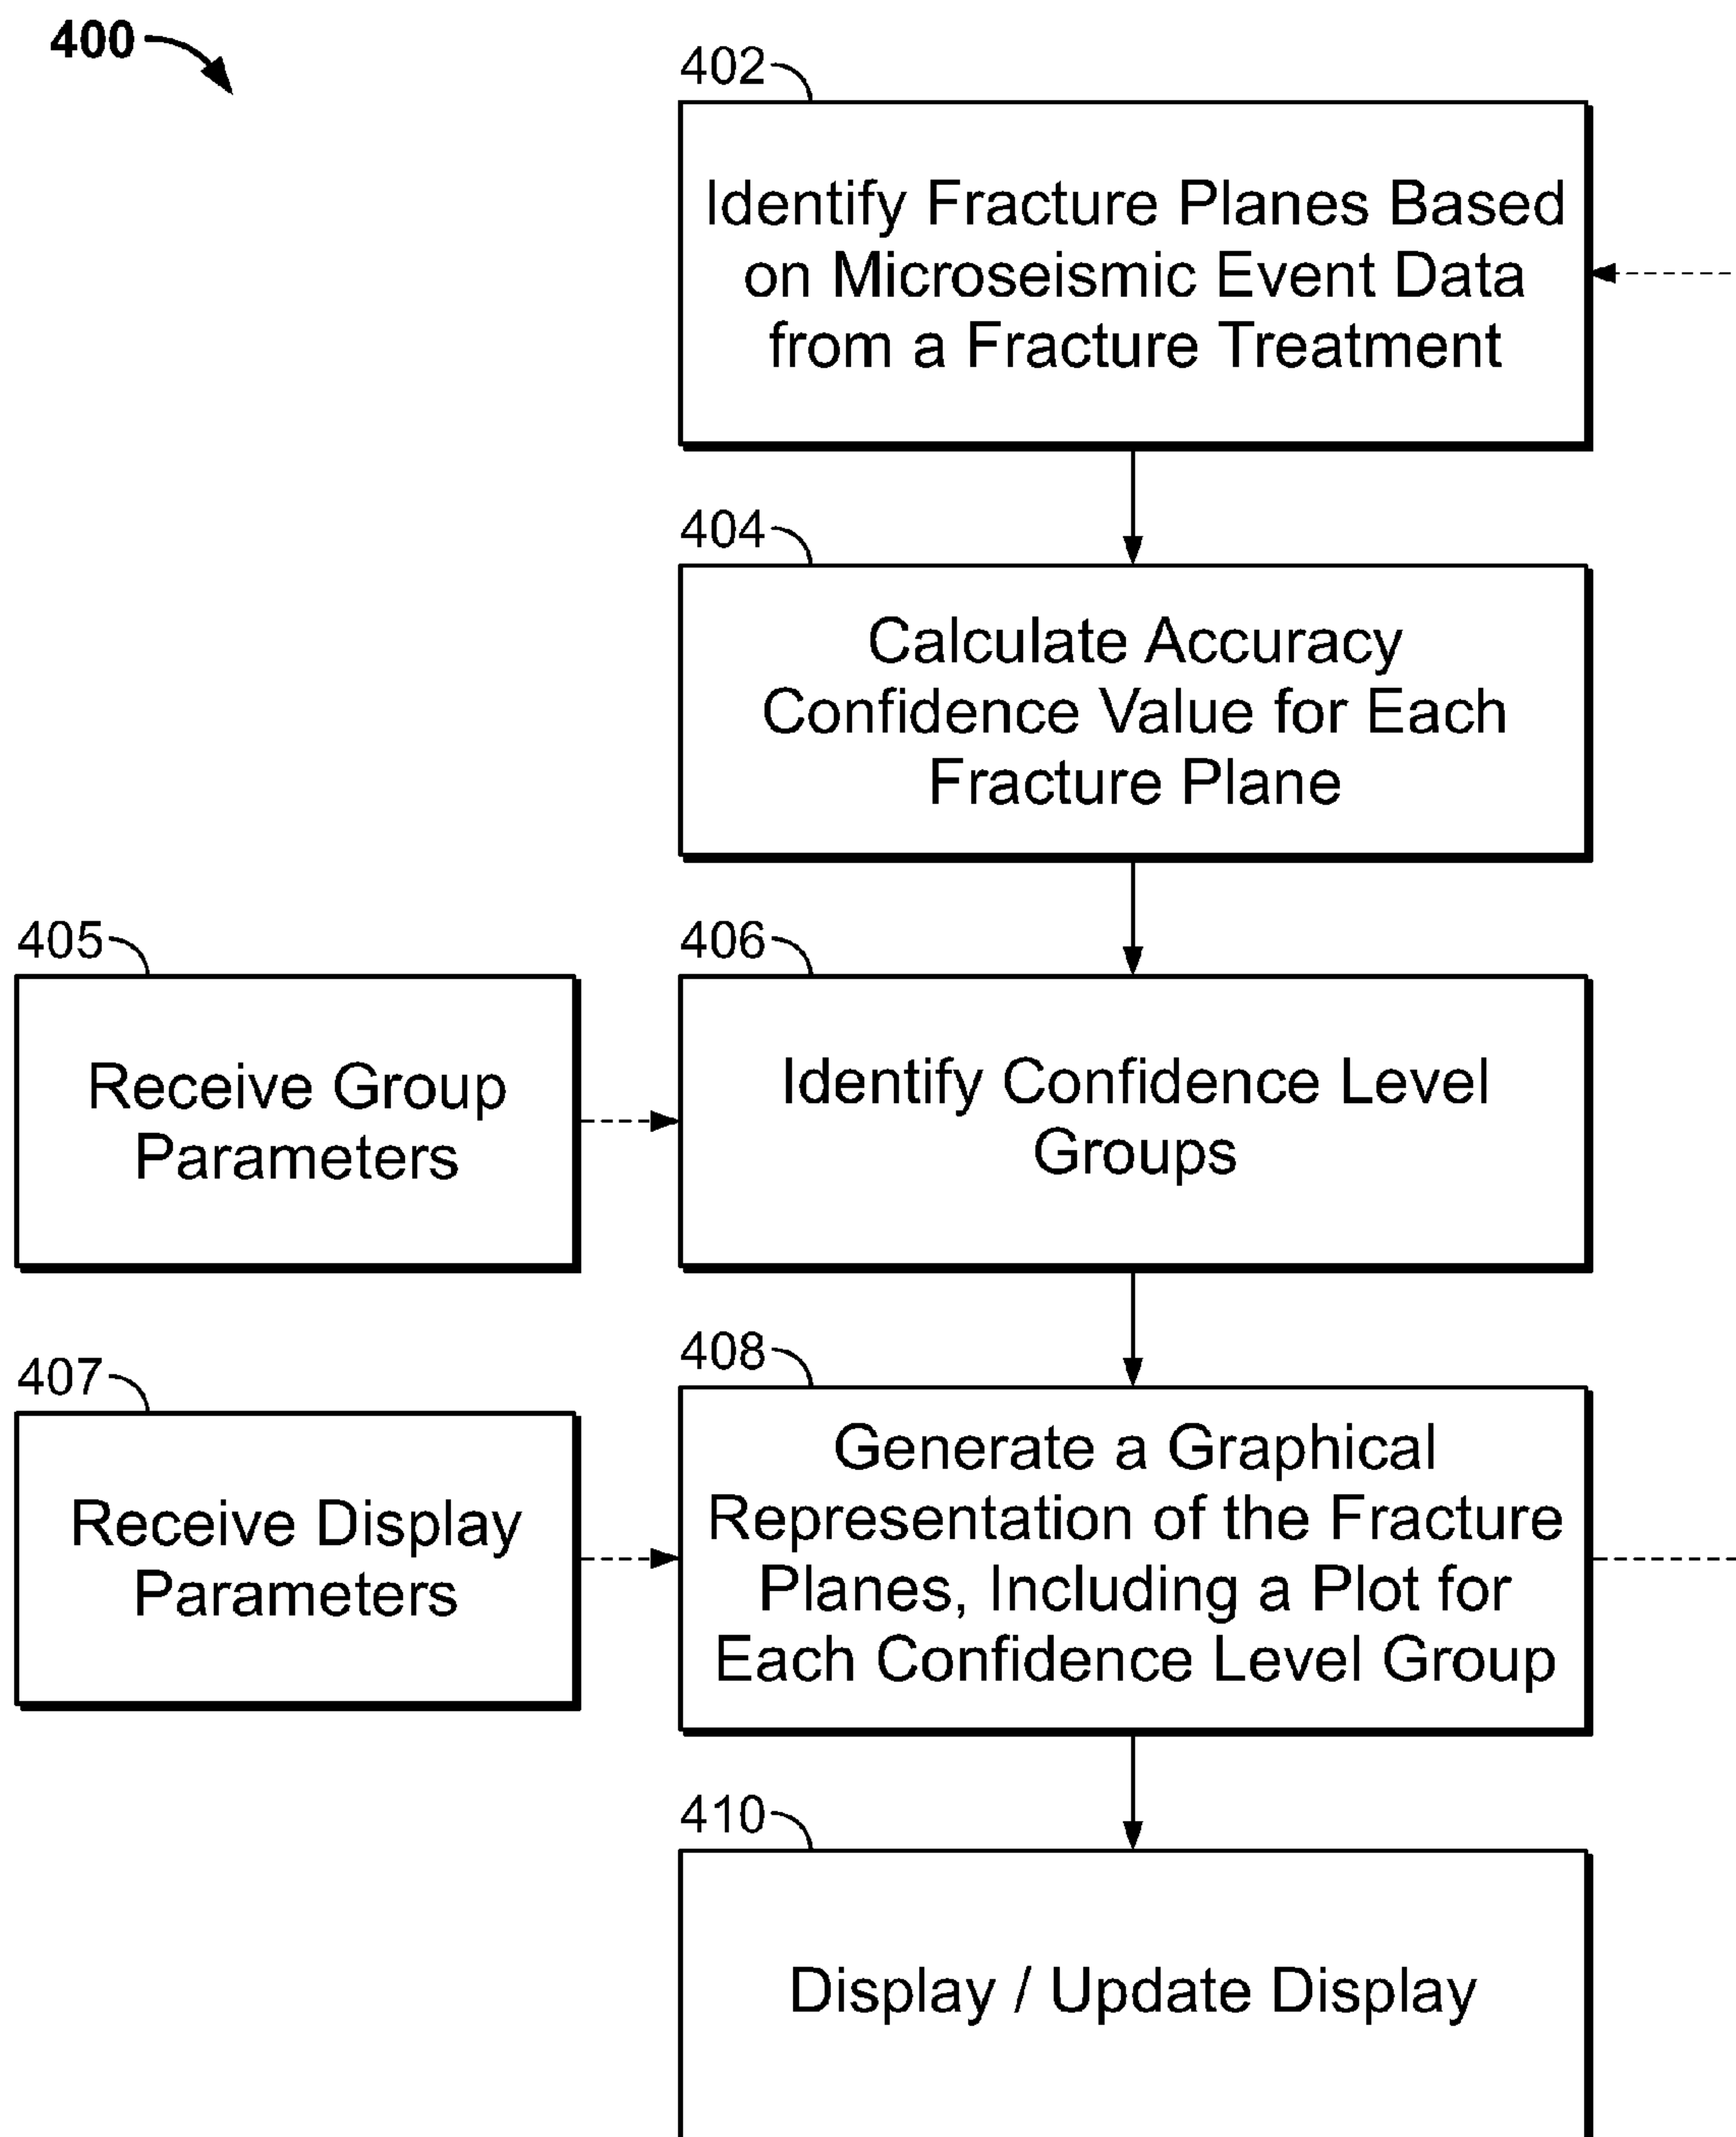 400
402
Identify Fracture Planes Based
on Microseismic Event Data
from a Fracture Treatment
404
Calculate Accuracy
Confidence Value for Each
Fracture Plane
405
Receive Group
Parameters
406
Identify Confidence Level
Groups
407
Receive Display
Parameters
408
Generate a Graphical
Representation of the Fracture
Planes, Including a Plot for
Each Confidence Level Group
410
Display / Update Display